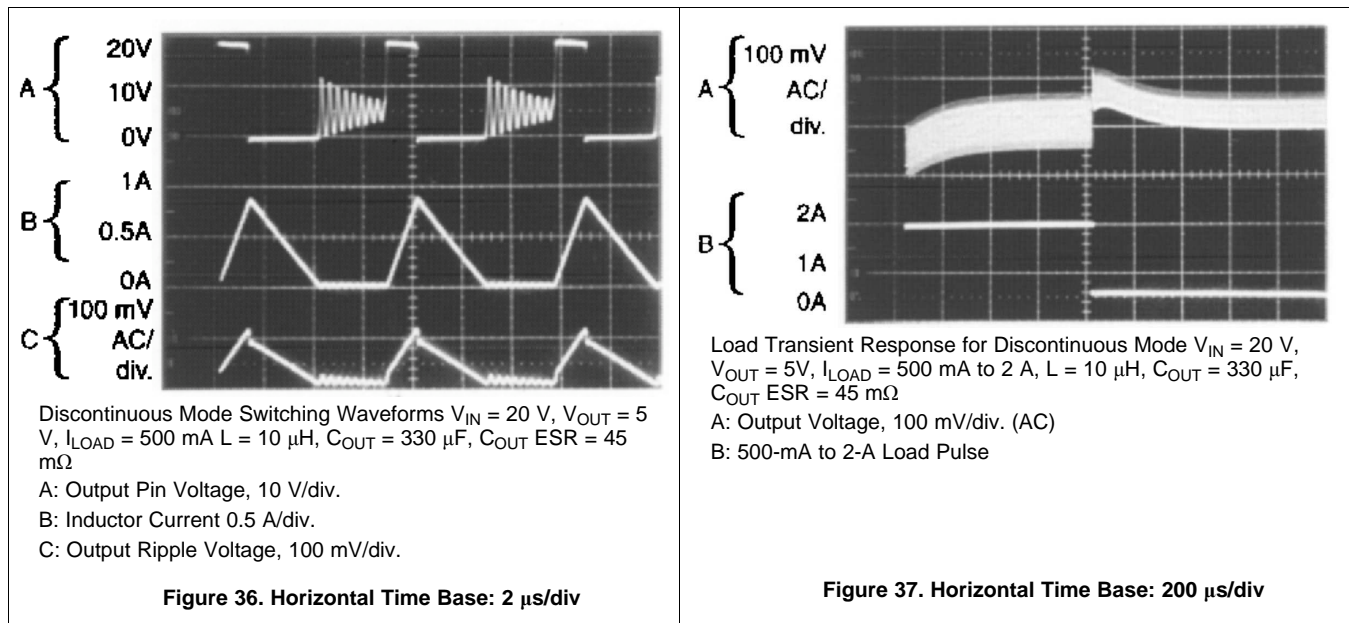 A
20V
10V
0V
B
1A
0.5A
0A
C
100 mV
AC/
div.
Discontinuous Mode Switching Waveforms V_IN = 20 V, V_OUT = 5
V, I_LOAD = 500 mA L = 10 μH, C_OUT = 330 μF, C_OUT ESR = 45
mΩ
A: Output Pin Voltage, 10 V/div.
B: Inductor Current 0.5 A/div.
C: Output Ripple Voltage, 100 mV/div.
Figure 36. Horizontal Time Base: 2 μs/div
A
100 mV
AC/
div.
B
2A
1A
0A
Load Transient Response for Discontinuous Mode V_IN = 20 V,
V_OUT = 5V, I_LOAD = 500 mA to 2 A, L = 10 μH, C_OUT = 330 μF,
C_OUT ESR = 45 mΩ
A: Output Voltage, 100 mV/div. (AC)
B: 500-mA to 2-A Load Pulse
Figure 37. Horizontal Time Base: 200 μs/div